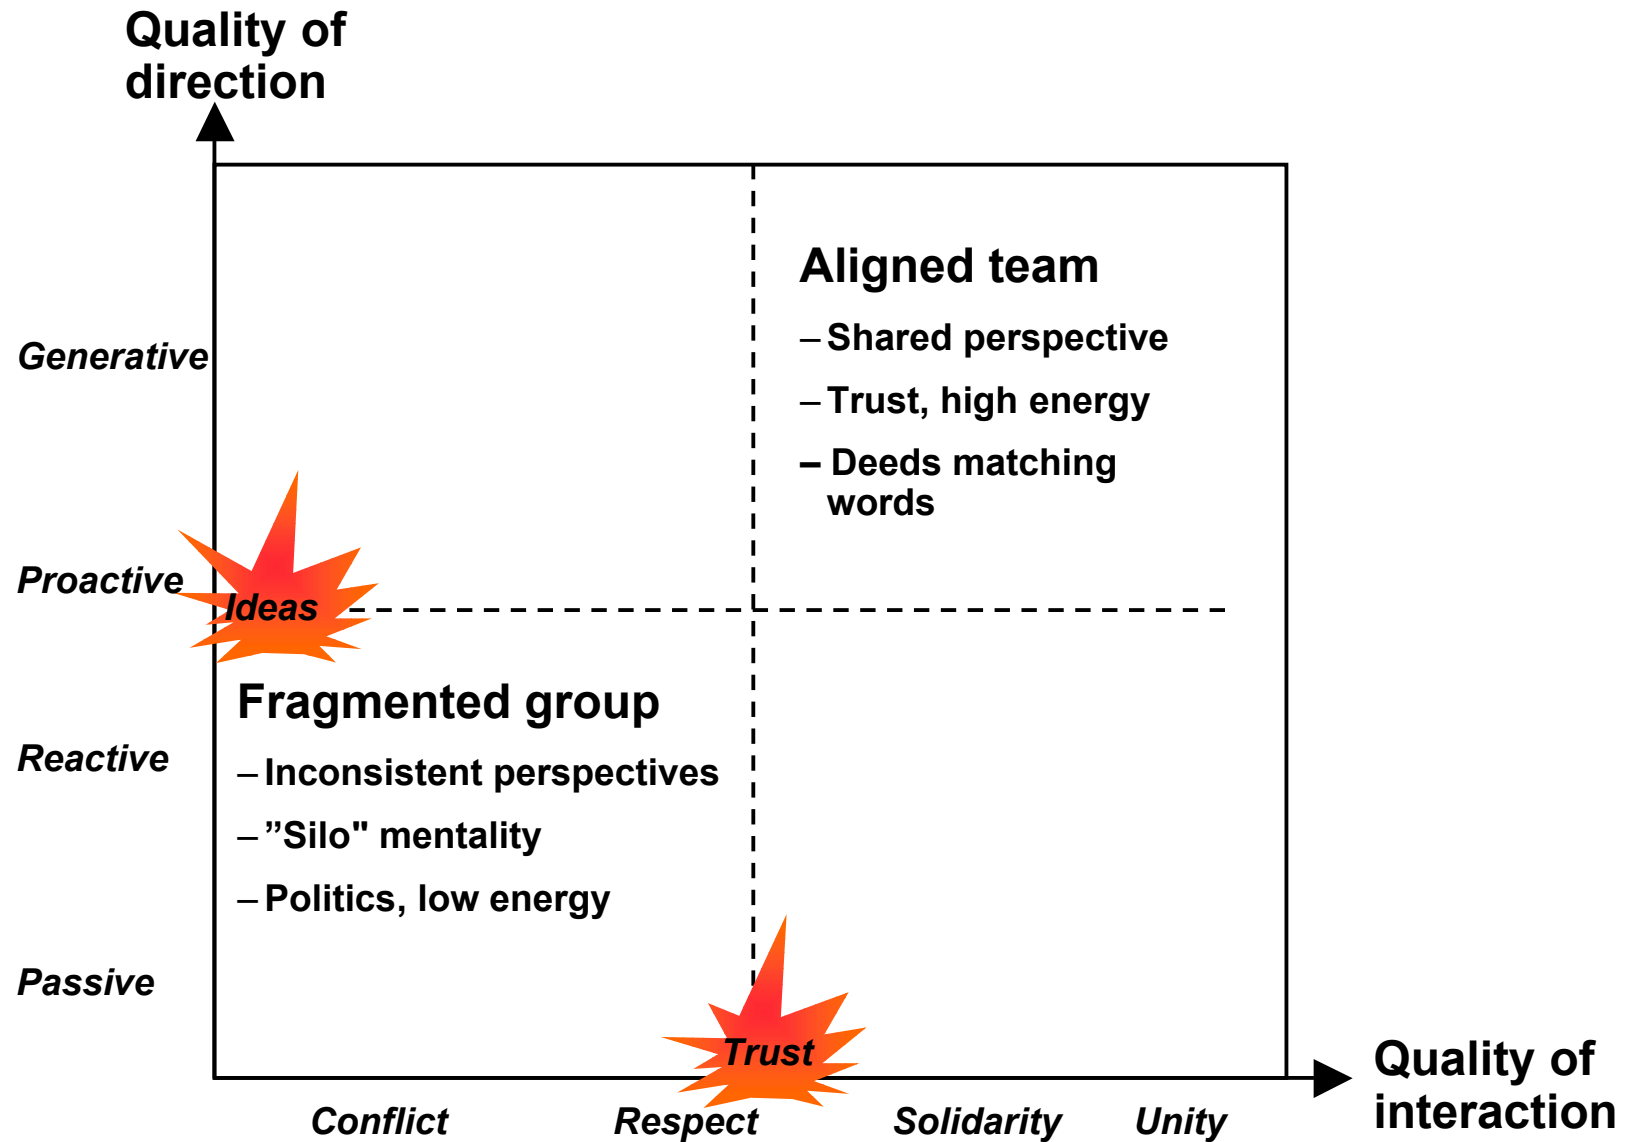 Quality of
direction
Aligned team
– Shared perspective
Generative
– Trust, high energy
– Deeds matching
words
Proactive
Ideas
Fragmented group
Reactive
– Inconsistent perspectives
– ”Silo" mentality
– Politics, low energy
Passive
Trust
Quality of
interaction
Conflict Respect Solidarity Unity